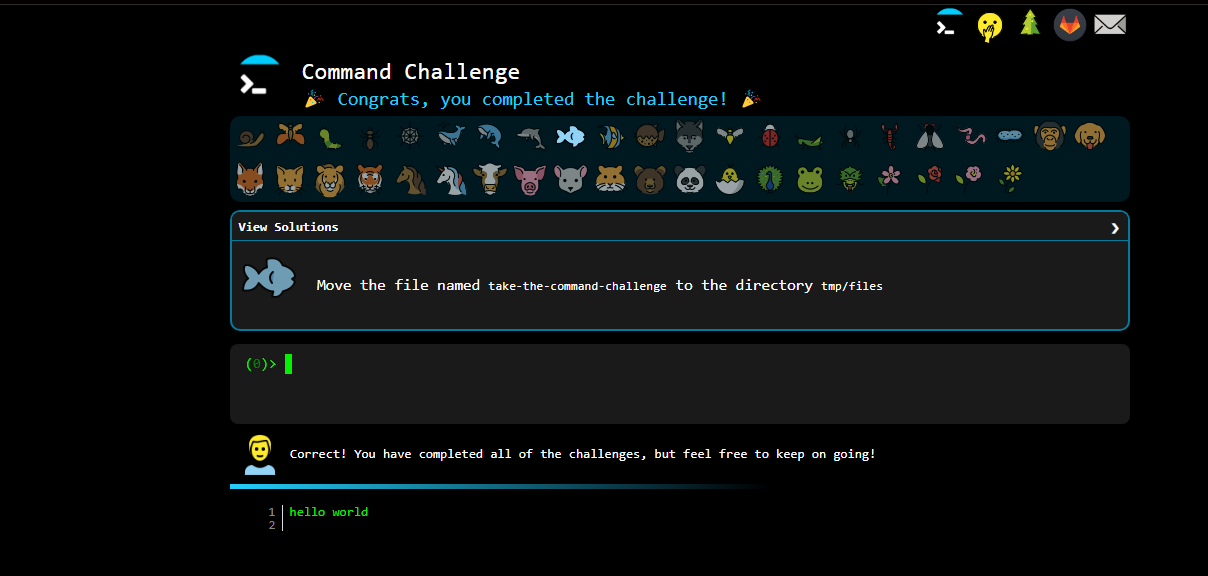 Command Challenge
🎉 Congrats, you completed the challenge! 🎉
View Solutions ❯
Move the file named take-the-command-challenge to the directory tmp/files
(0)>
Correct! You have completed all of the challenges, but feel free to keep on going!
1 hello world
2